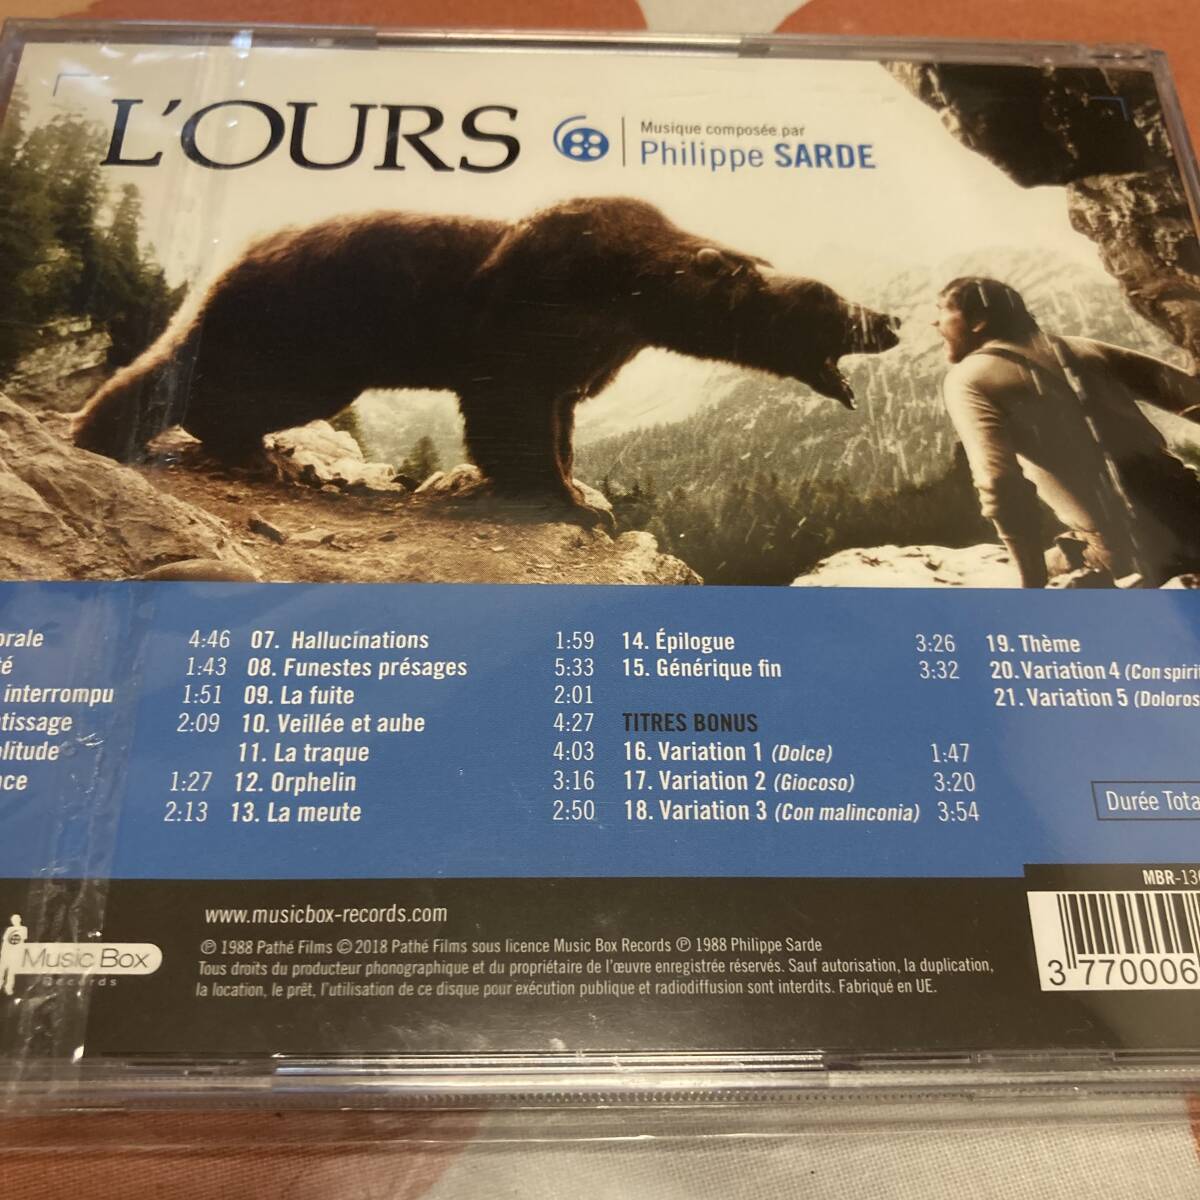 L'OURS
Musique composée par
Philippe SARDE
4:46
1:43
interrompu 1:51
2:09
1:27
2:13
07. Hallucinations 1:59
08. Funestes présages 5:33
09. La fuite 2:01
10. Veillée et aube 4:27
11. La traque 4:03
12. Orphelin 3:16
13. La meute 2:50
14. Épilogue 3:26
15. Générique fin 3:32
TITRES BONUS
16. Variation 1 (Dolce) 1:47
17. Variation 2 (Giocoso) 3:20
18. Variation 3 (Con malinconia) 3:54
19. Thème
20. Variation 4 (Con
21. Variation 5
Durée
MBR-
www.musicbox-records.com
℗ 1988 Pathé Films © 2018 Pathé Films sous licence Music Box Records ℗ 1988 Philippe Sarde
Tous droits du producteur phonographique et du propriétaire de l'œuvre enregistrée réservés. Sauf autorisation, la duplication,
la location, le prêt, l'utilisation de ce disque pour exécution publique et radiodiffusion sont interdits. Fabriqué en UE.
Music Box
Records
3 770006